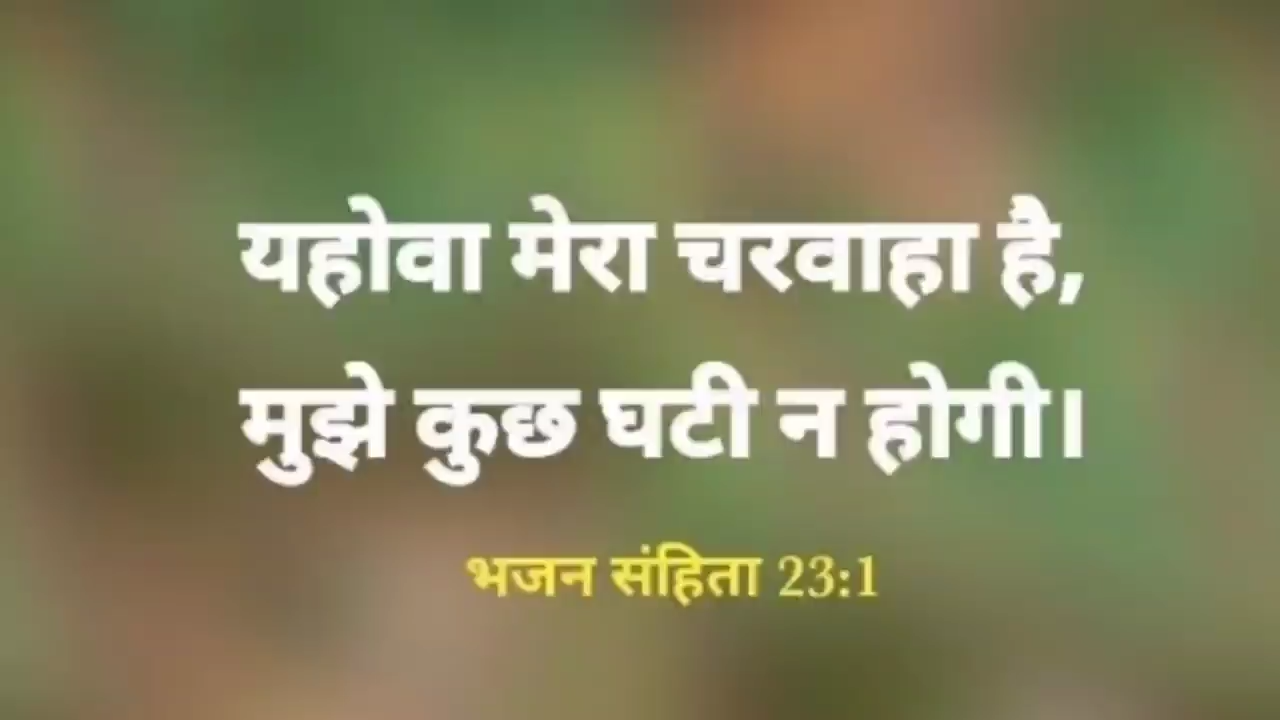 यहोवा मेरा चरवाहा है,
मुझे कुछ घटी न होगी।
भजन संहिता 23:1